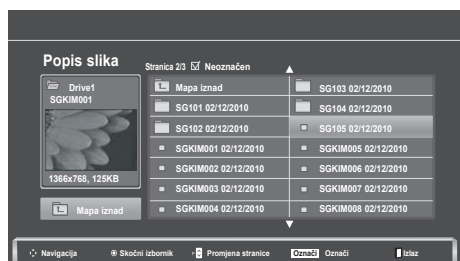 Popis slika
Stranica 2/3 Neoznačen
Drive1
SGKIM001
1366x768, 125KB
Mapa iznad
Mapa iznad
SG101 02/12/2010
SG102 02/12/2010
SGKIM001 02/12/2010
SGKIM002 02/12/2010
SGKIM003 02/12/2010
SGKIM004 02/12/2010
SG103 02/12/2010
SG104 02/12/2010
SG105 02/12/2010
SGKIM005 02/12/2010
SGKIM006 02/12/2010
SGKIM007 02/12/2010
SGKIM008 02/12/2010
Navigacija Skočni izbornik Promjena stranice Označi Označi Izlaz